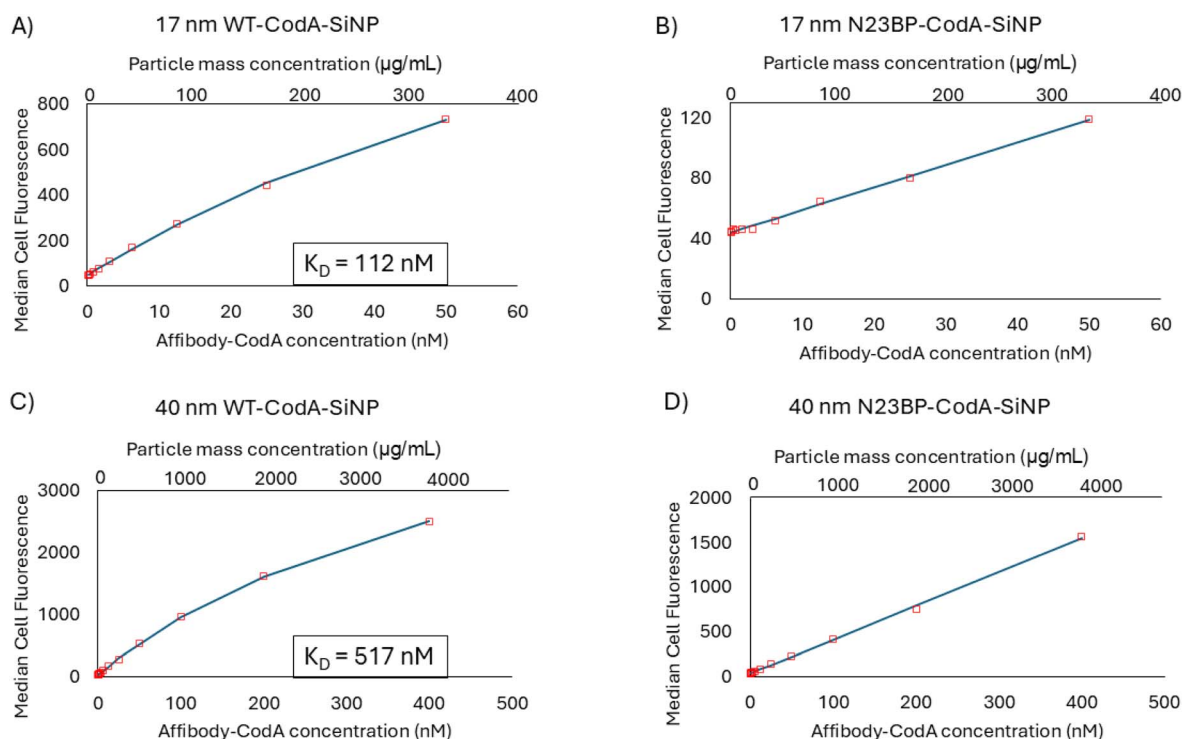 A)
17 nm WT-CodA-SiNP
Particle mass concentration (µg/mL)
0 100 200 300 400
800
600
400
200
0
Median Cell Fluorescence
K_D = 112 nM
0 10 20 30 40 50 60
Affibody-CodA concentration (nM)
B)
17 nm N23BP-CodA-SiNP
Particle mass concentration (µg/mL)
0 100 200 300 400
120
80
40
0
Median Cell Fluorescence
0 10 20 30 40 50 60
Affibody-CodA concentration (nM)
C)
40 nm WT-CodA-SiNP
Particle mass concentration (µg/mL)
0 1000 2000 3000 4000
3000
2000
1000
0
Median Cell Fluorescence
K_D = 517 nM
0 100 200 300 400 500
Affibody-CodA concentration (nM)
D)
40 nm N23BP-CodA-SiNP
Particle mass concentration (µg/mL)
0 1000 2000 3000 4000
2000
1500
1000
500
0
Median Cell Fluorescence
0 100 200 300 400 500
Affibody-CodA concentration (nM)